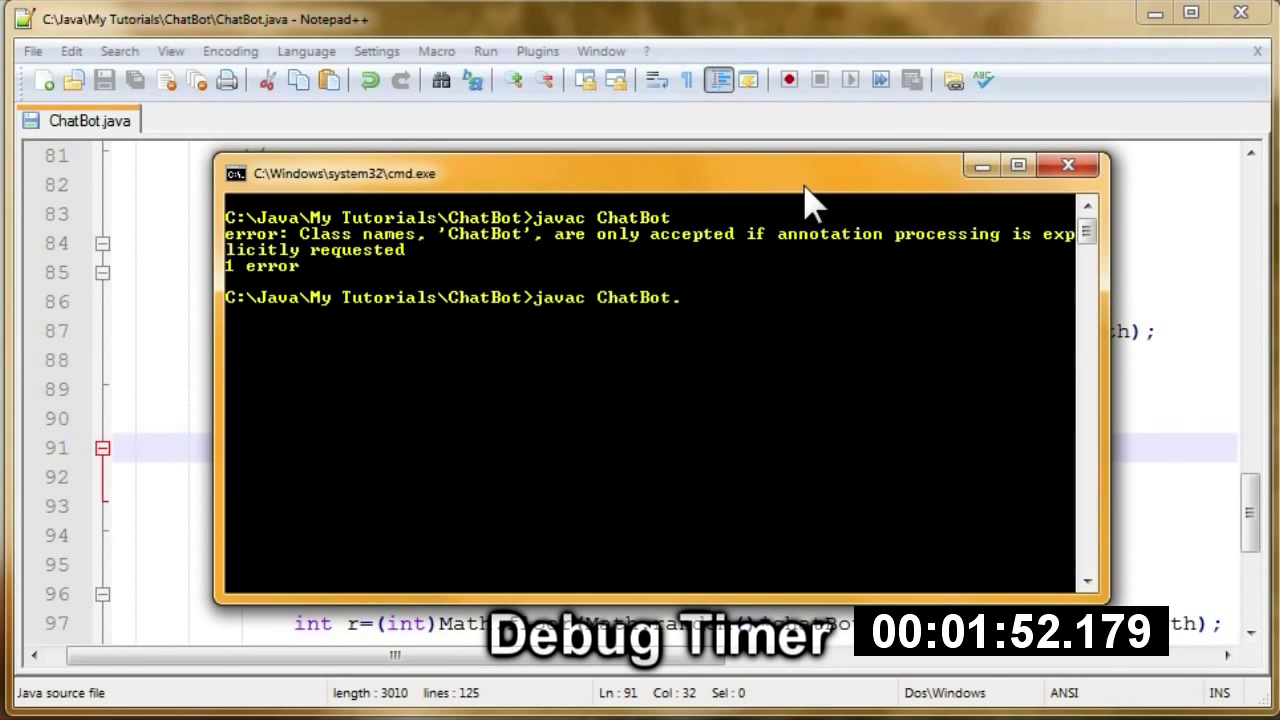 C:\Java\My Tutorials\ChatBot\ChatBot.java - Notepad++
File Edit Search View Encoding Language Settings Macro Run Plugins Window ? X
ChatBot.java
81
82
83
84
85
86
87 th);
88
89
90
91
92
93
94
95
96
97 int r=(int)Math
th);
C:\Windows\system32\cmd.exe
C:\Java\My Tutorials\ChatBot>javac ChatBot
error: Class names, 'ChatBot', are only accepted if annotation processing is exp
licitly requested
1 error
C:\Java\My Tutorials\ChatBot>javac ChatBot.
Debug Timer 00:01:52.179
Java source file length : 3010 lines : 125 Ln : 91 Col : 32 Sel : 0 Dos\Windows ANSI INS